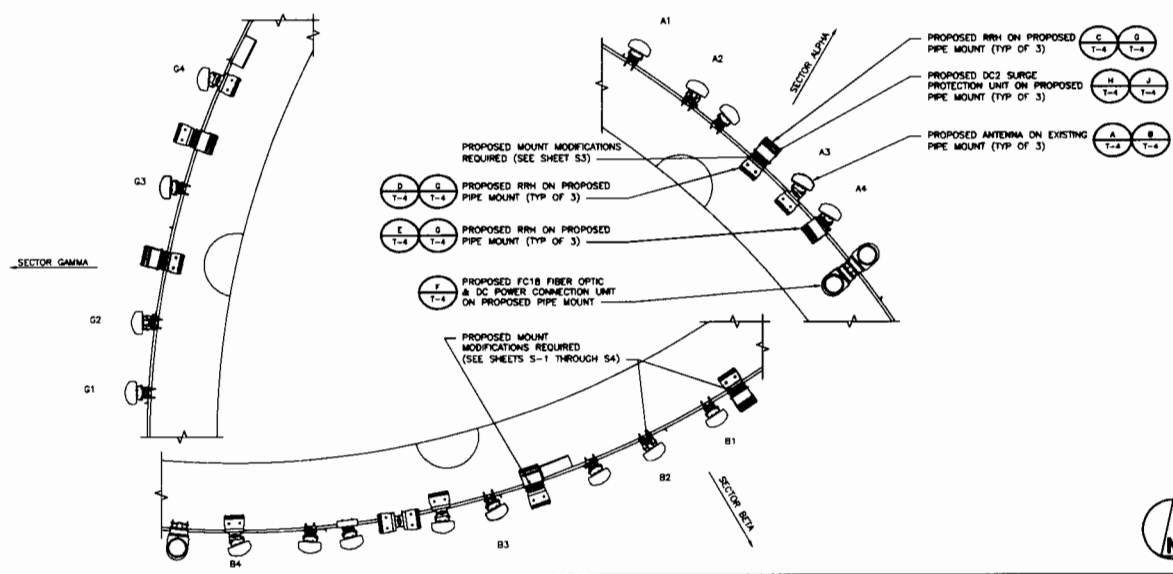 A1
A2
SECTOR ALPHA
PROPOSED RRH ON PROPOSED
PIPE MOUNT (TYP OF 3)
C
T-4
G
T-4
PROPOSED DC2 SURGE
PROTECTION UNIT ON PROPOSED
PIPE MOUNT (TYP OF 3)
H
T-4
J
T-4
PROPOSED ANTENNA ON EXISTING
PIPE MOUNT (TYP OF 3)
A
T-4
B
T-4
A3
A4
PROPOSED MOUNT MODIFICATIONS
REQUIRED (SEE SHEET S3)
D
T-4
G
T-4
PROPOSED RRH ON PROPOSED
PIPE MOUNT (TYP OF 3)
E
T-4
G
T-4
PROPOSED RRH ON PROPOSED
PIPE MOUNT (TYP OF 3)
F
T-4
PROPOSED FC18 FIBER OPTIC
& DC POWER CONNECTION UNIT
ON PROPOSED PIPE MOUNT
PROPOSED MOUNT
MODIFICATIONS REQUIRED
(SEE SHEETS S-1 THROUGH S4)
G4
G3
SECTOR GAMMA
G2
G1
B1
B2
SECTOR BETA
B3
B4
N